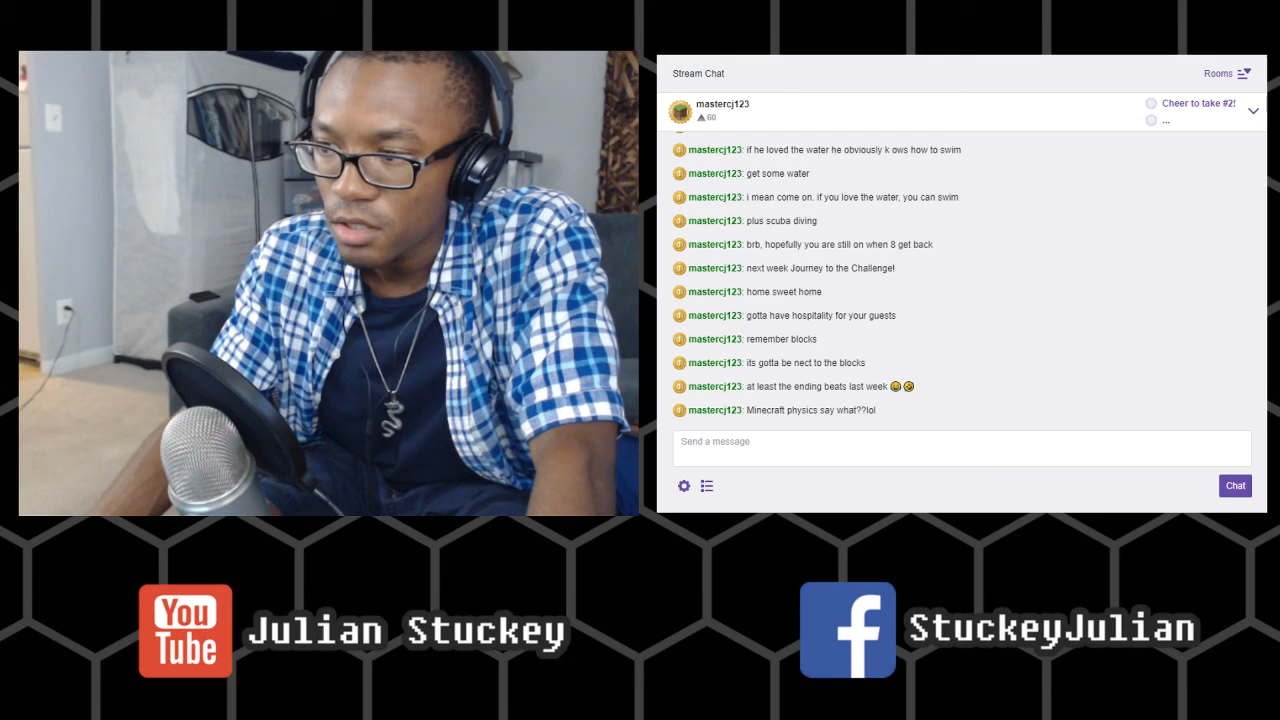 Stream Chat
Rooms
mastercj123
60
Cheer to take #2!
...
mastercj123: if he loved the water he obviously k ows how to swim
mastercj123: get some water
mastercj123: i mean come on. if you love the water, you can swim
mastercj123: plus scuba diving
mastercj123: brb, hopefully you are still on when 8 get back
mastercj123: next week Journey to the Challenge!
mastercj123: home sweet home
mastercj123: gotta have hospitality for your guests
mastercj123: remember blocks
mastercj123: its gotta be nect to the blocks
mastercj123: at least the ending beats last week
mastercj123: Minecraft physics say what??lol
Send a message
Chat
You
Tube
Julian Stuckey
f
StuckeyJulian